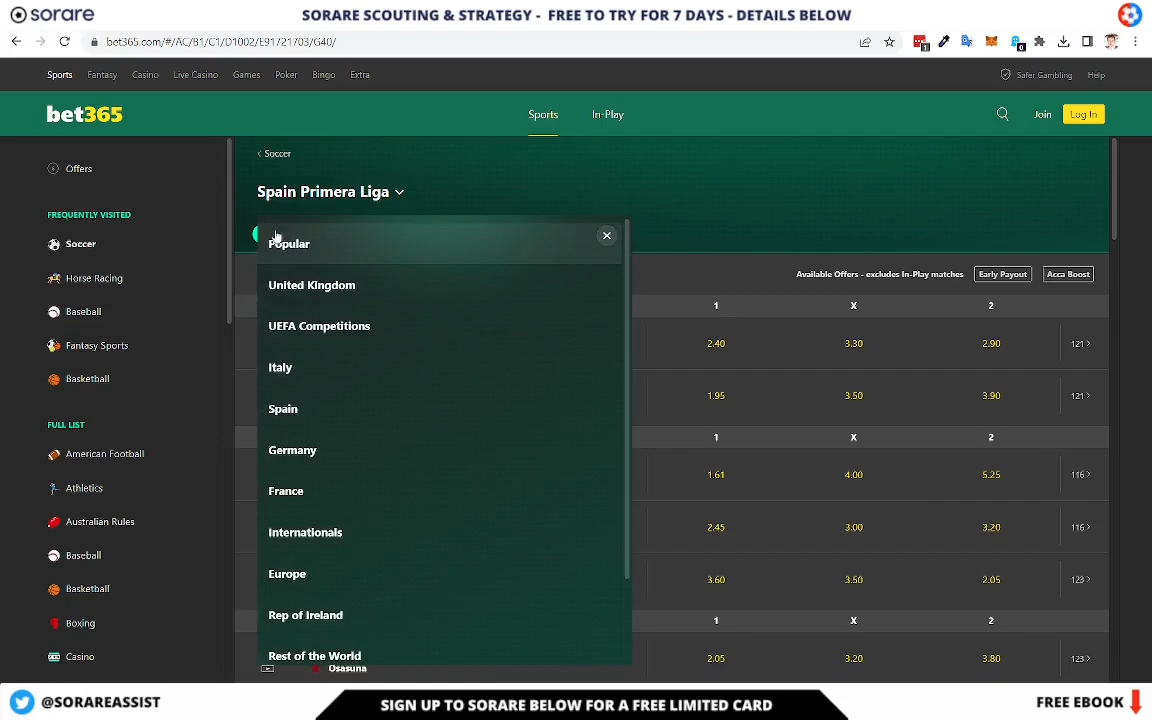 sorare
SORARE SCOUTING & STRATEGY - FREE TO TRY FOR 7 DAYS - DETAILS BELOW
bet365.com/#/AC/B1/C1/D1002/E91721703/G40/
Sports Fantasy Casino Live Casino Games Poker Bingo Extra
Safer Gambling Help
bet365
Sports In-Play
Join Log In
Offers
FREQUENTLY VISITED
Soccer
Horse Racing
Baseball
Fantasy Sports
Basketball
FULL LIST
American Football
Athletics
Australian Rules
Baseball
Basketball
Boxing
Casino
< Soccer
Spain Primera Liga
Popular
United Kingdom
UEFA Competitions
Italy
Spain
Germany
France
Internationals
Europe
Rep of Ireland
Rest of the World
Osasuna
Available Offers - excludes In-Play matches Early Payout Acca Boost
1 X 2
2.40 3.30 2.90 121 >
1.95 3.50 3.90 121 >
1 X 2
1.61 4.00 5.25 116 >
2.45 3.00 3.20 116 >
3.60 3.50 2.05 123 >
1 X 2
2.05 3.20 3.80 123 >
@SORAREASSIST
SIGN UP TO SORARE BELOW FOR A FREE LIMITED CARD
FREE EBOOK